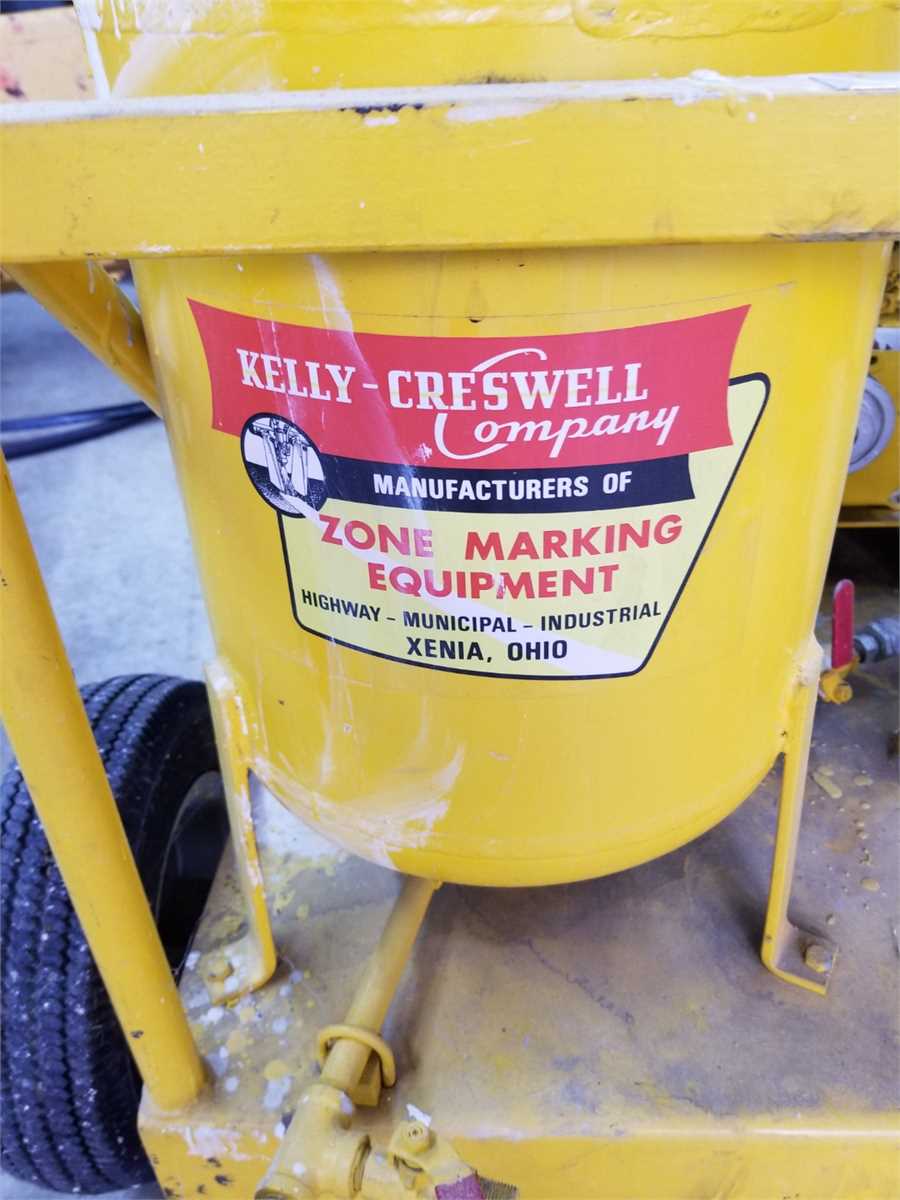 KELLY-CRESWELL
Company
MANUFACTURERS OF
ZONE MARKING
EQUIPMENT
HIGHWAY - MUNICIPAL - INDUSTRIAL
XENIA, OHIO